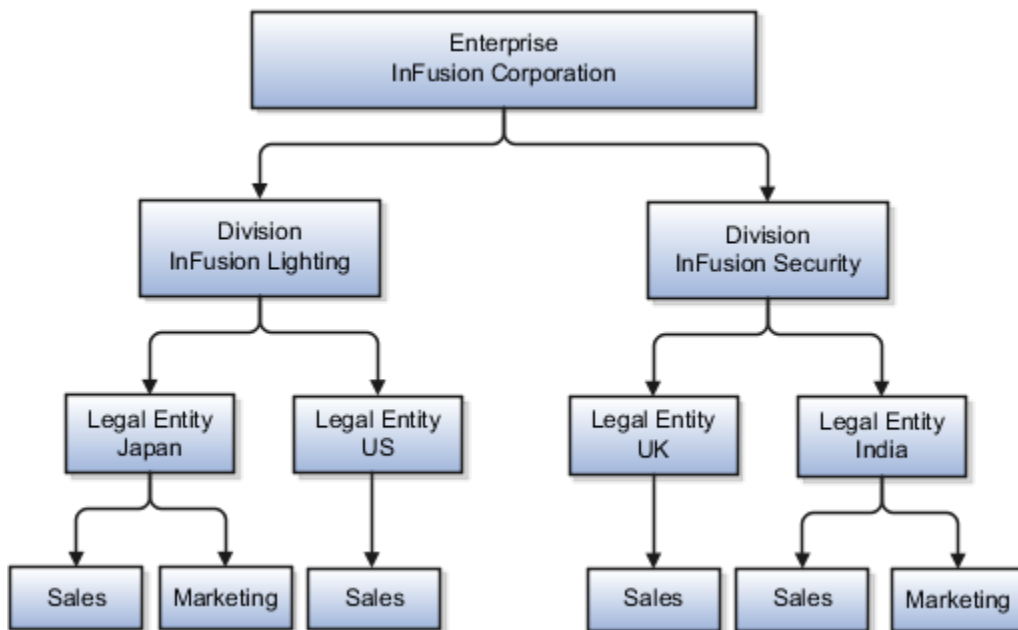 Enterprise
InFusion Corporation
Division
InFusion Lighting
Division
InFusion Security
Legal Entity
Japan
Legal Entity
US
Legal Entity
UK
Legal Entity
India
Sales
Marketing
Sales
Sales
Sales
Marketing